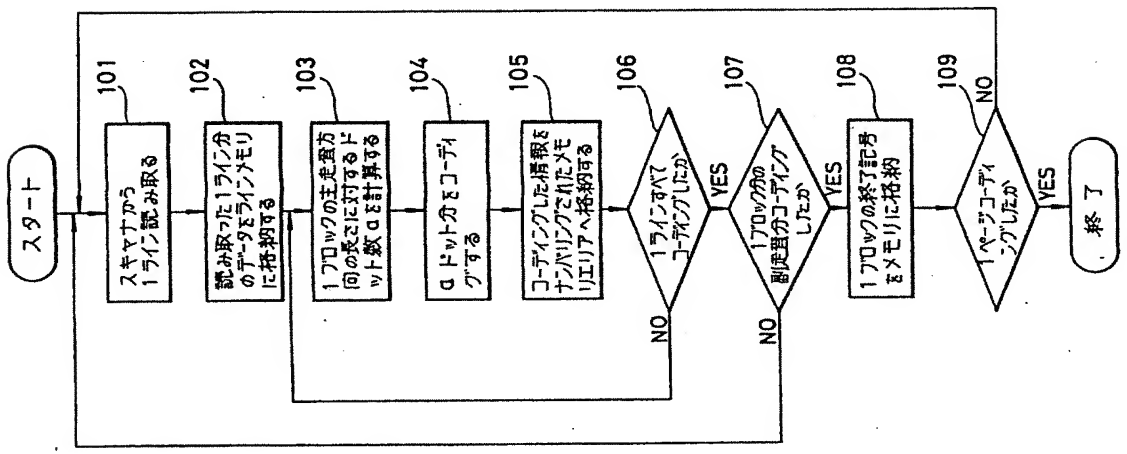 スタート
101
スキャナから
1ライン読み取る
102
読み取った1ライン分
のデータをラインメモリ
に格納する
103
1ブロックの主走査方
向の長さに対するド
ット数aを計算する
104
aドット分をコーディ
ングする
105
コーディングした情報を
ナンバリングされたメモ
リエリアへ格納する
106
1ラインすべて
コーディングしたか
NO
YES
107
1ブロック分の
副走査分コーディング
したか
NO
YES
108
1ブロックの終了記号
をメモリに格納
109
1ページコーディ
ングしたか
NO
YES
終了